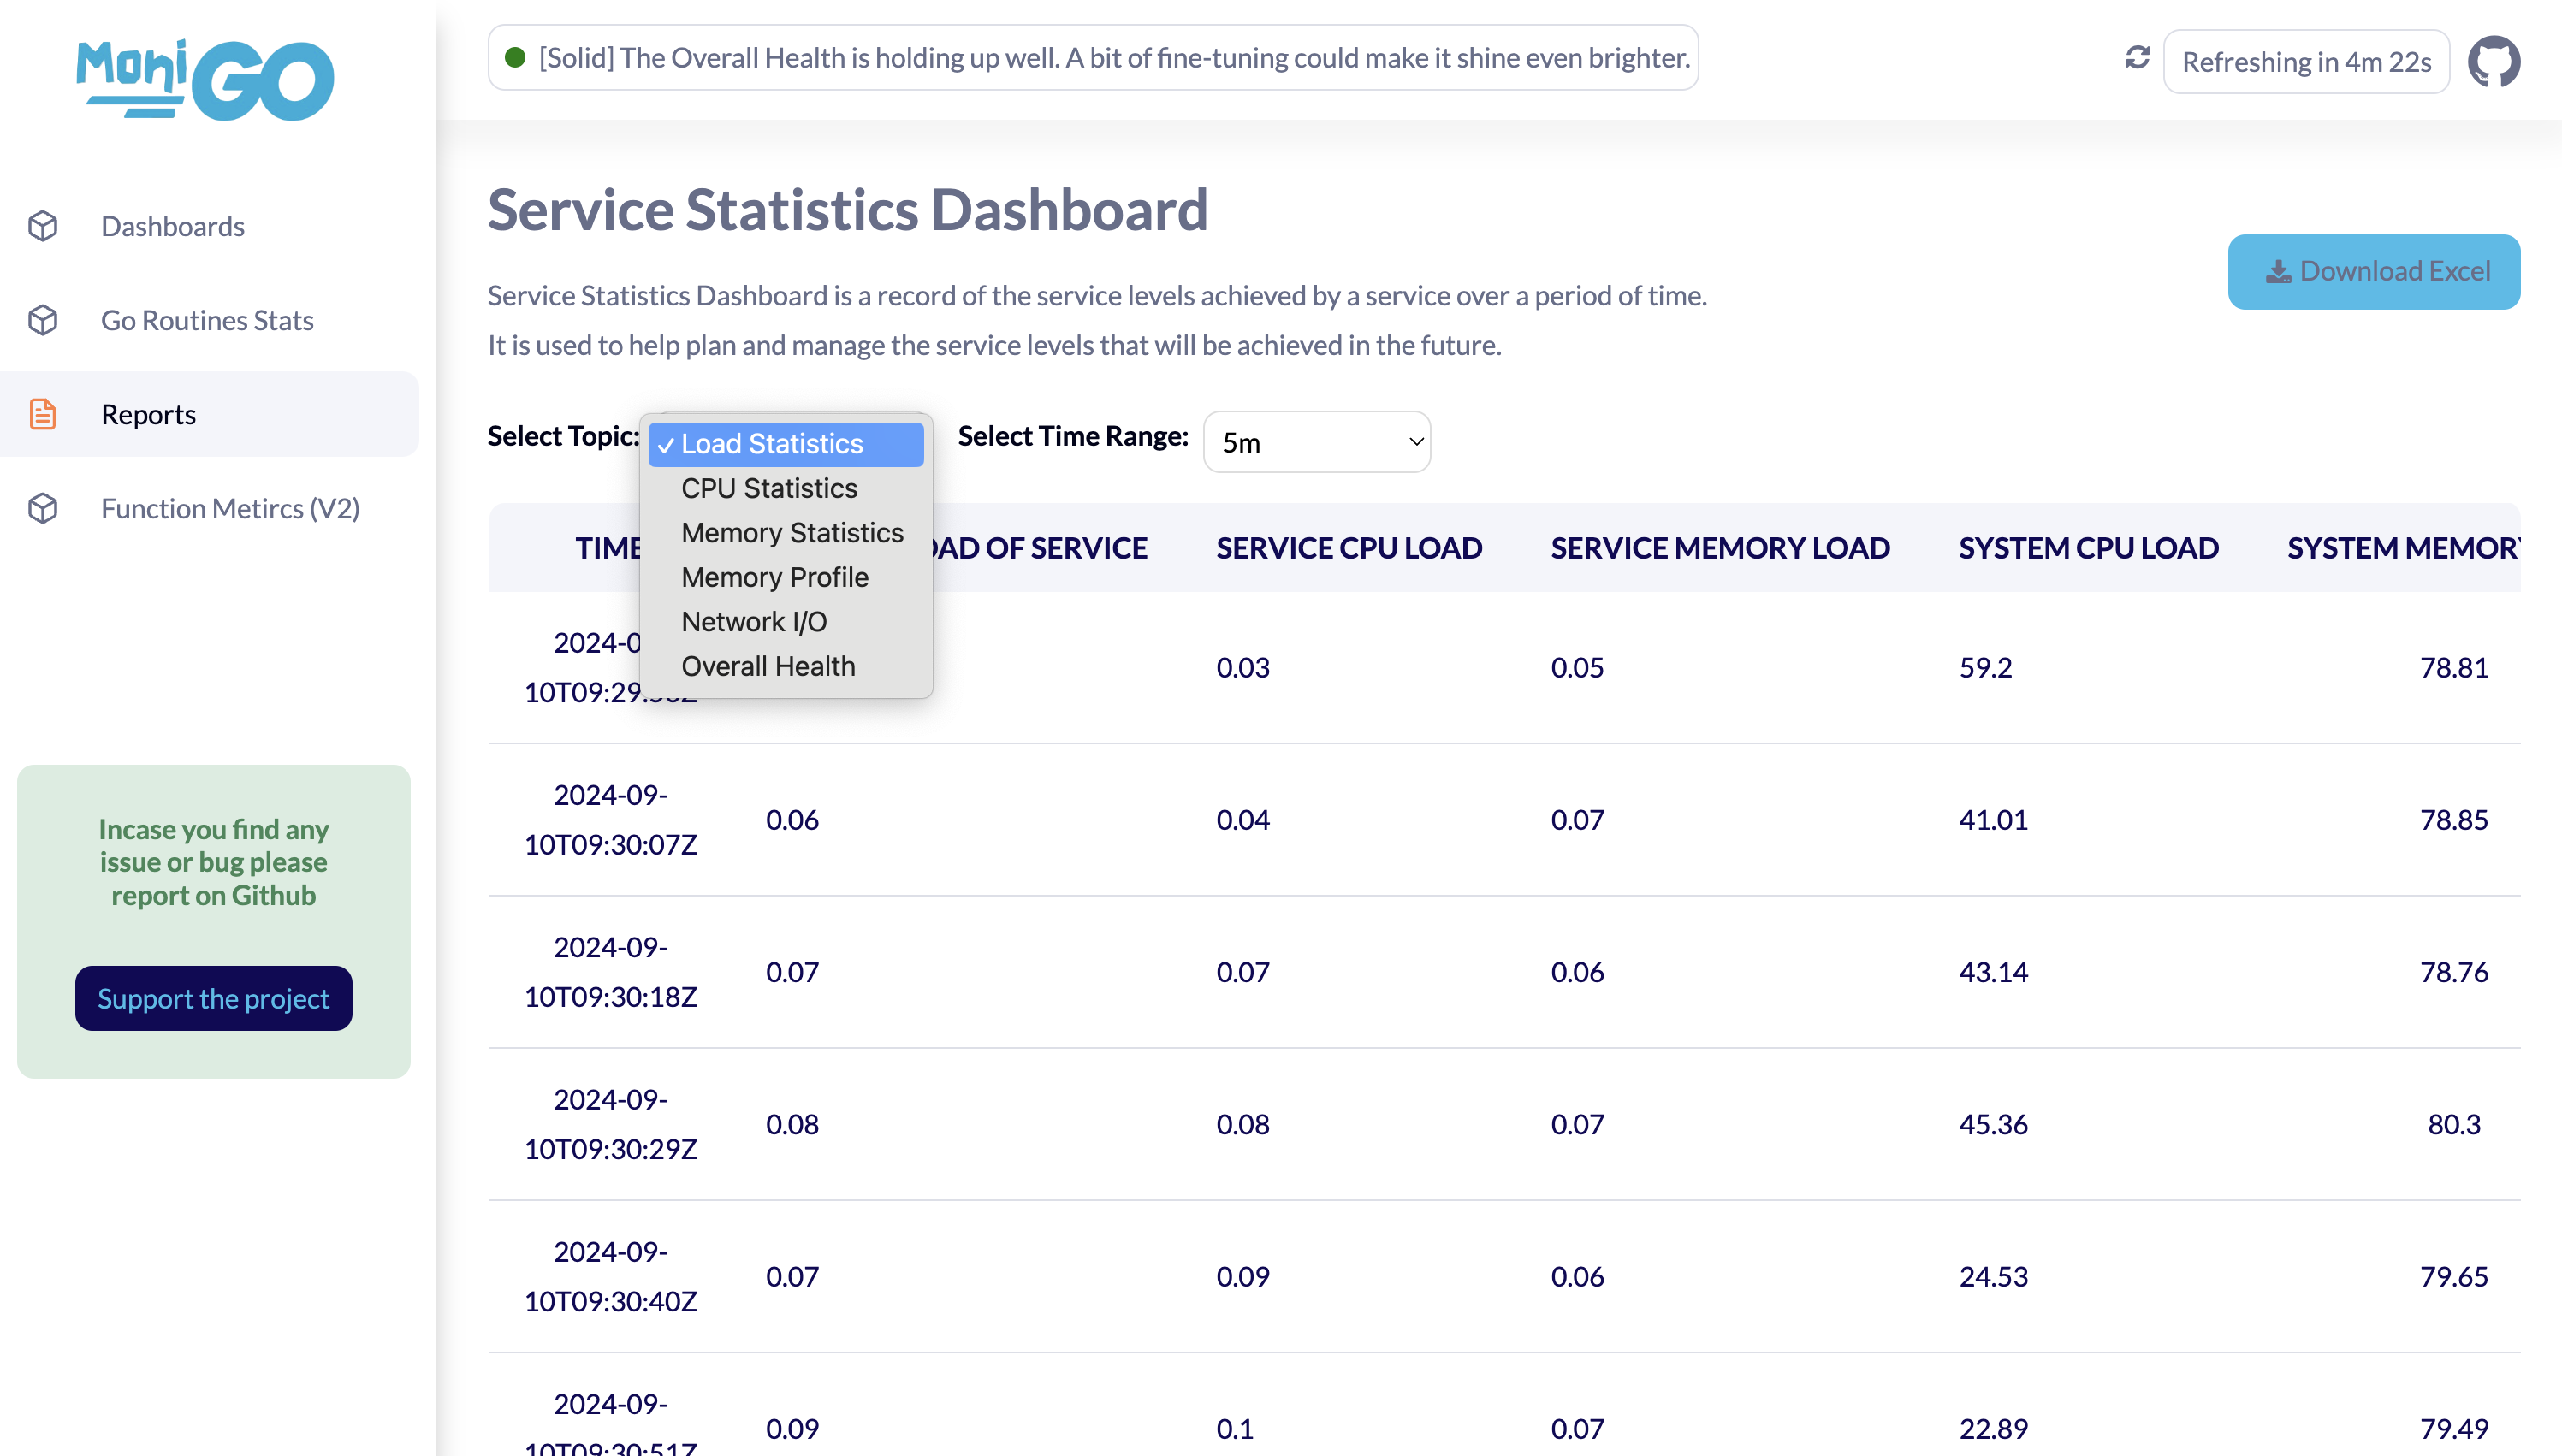 MoniGO
[Solid] The Overall Health is holding up well. A bit of fine-tuning could make it shine even brighter.
Refreshing in 4m 22s
Dashboards
Go Routines Stats
Reports
Function Metircs (V2)
Incase you find any
issue or bug please
report on Github
Support the project
Service Statistics Dashboard
Service Statistics Dashboard is a record of the service levels achieved by a service over a period of time.
It is used to help plan and manage the service levels that will be achieved in the future.
Download Excel
Select Topic:
✓ Load Statistics
CPU Statistics
Memory Statistics
Memory Profile
Network I/O
Overall Health
Select Time Range: 5m
TIME OF SERVICE SERVICE CPU LOAD SERVICE MEMORY LOAD SYSTEM CPU LOAD SYSTEM MEMORY
0.03 0.05 59.2 78.81
2024-09-
10T09:30:07Z 0.06 0.04 0.07 41.01 78.85
2024-09-
10T09:30:18Z 0.07 0.07 0.06 43.14 78.76
2024-09-
10T09:30:29Z 0.08 0.08 0.07 45.36 80.3
2024-09-
10T09:30:40Z 0.07 0.09 0.06 24.53 79.65
2024-09-
10T09:30:51Z 0.09 0.1 0.07 22.89 79.49